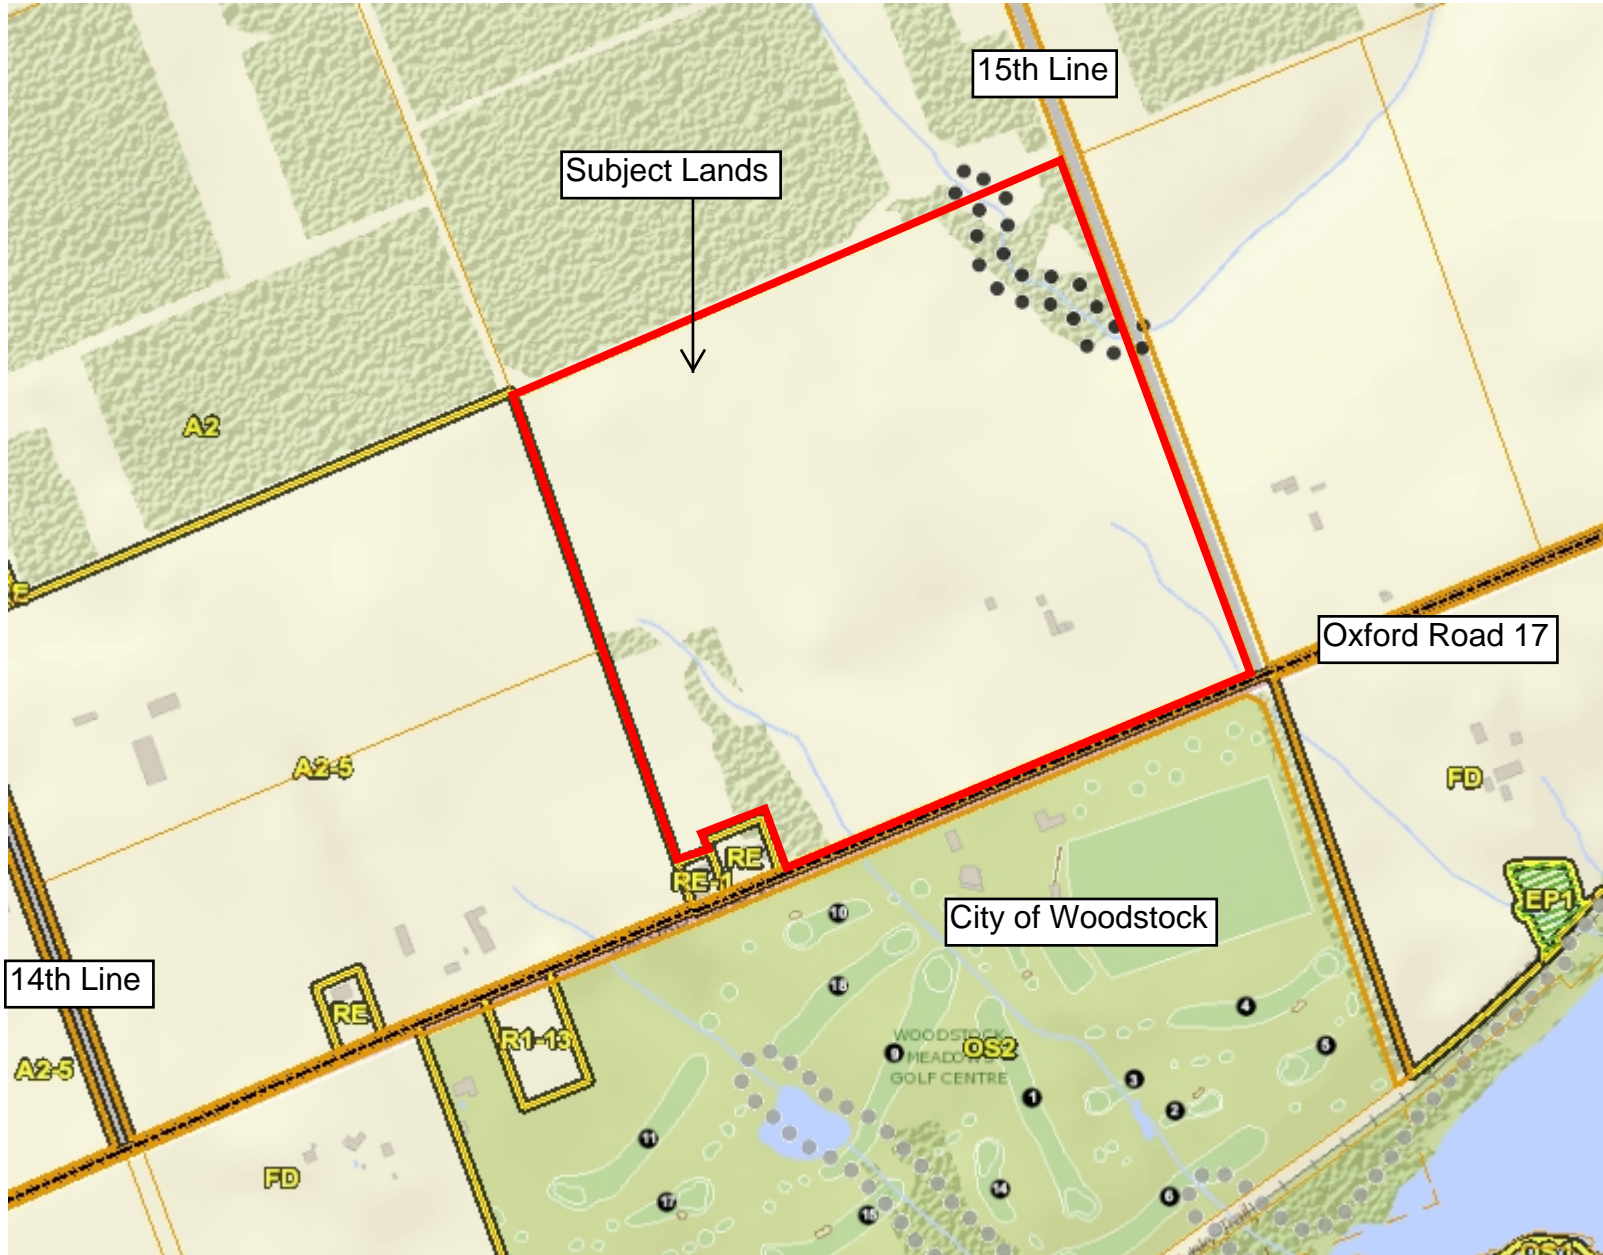 15th Line
Subject Lands
A2
E
Oxford Road 17
A2-5
FD
RE
RE-1
EP1
10
City of Woodstock
14th Line
18
4
RE
R1-13
WOODSTOCK
MEADOWS
GOLF CENTRE
9
OS2
5
A2-5
3
1
2
11
FD
14
6
17
15